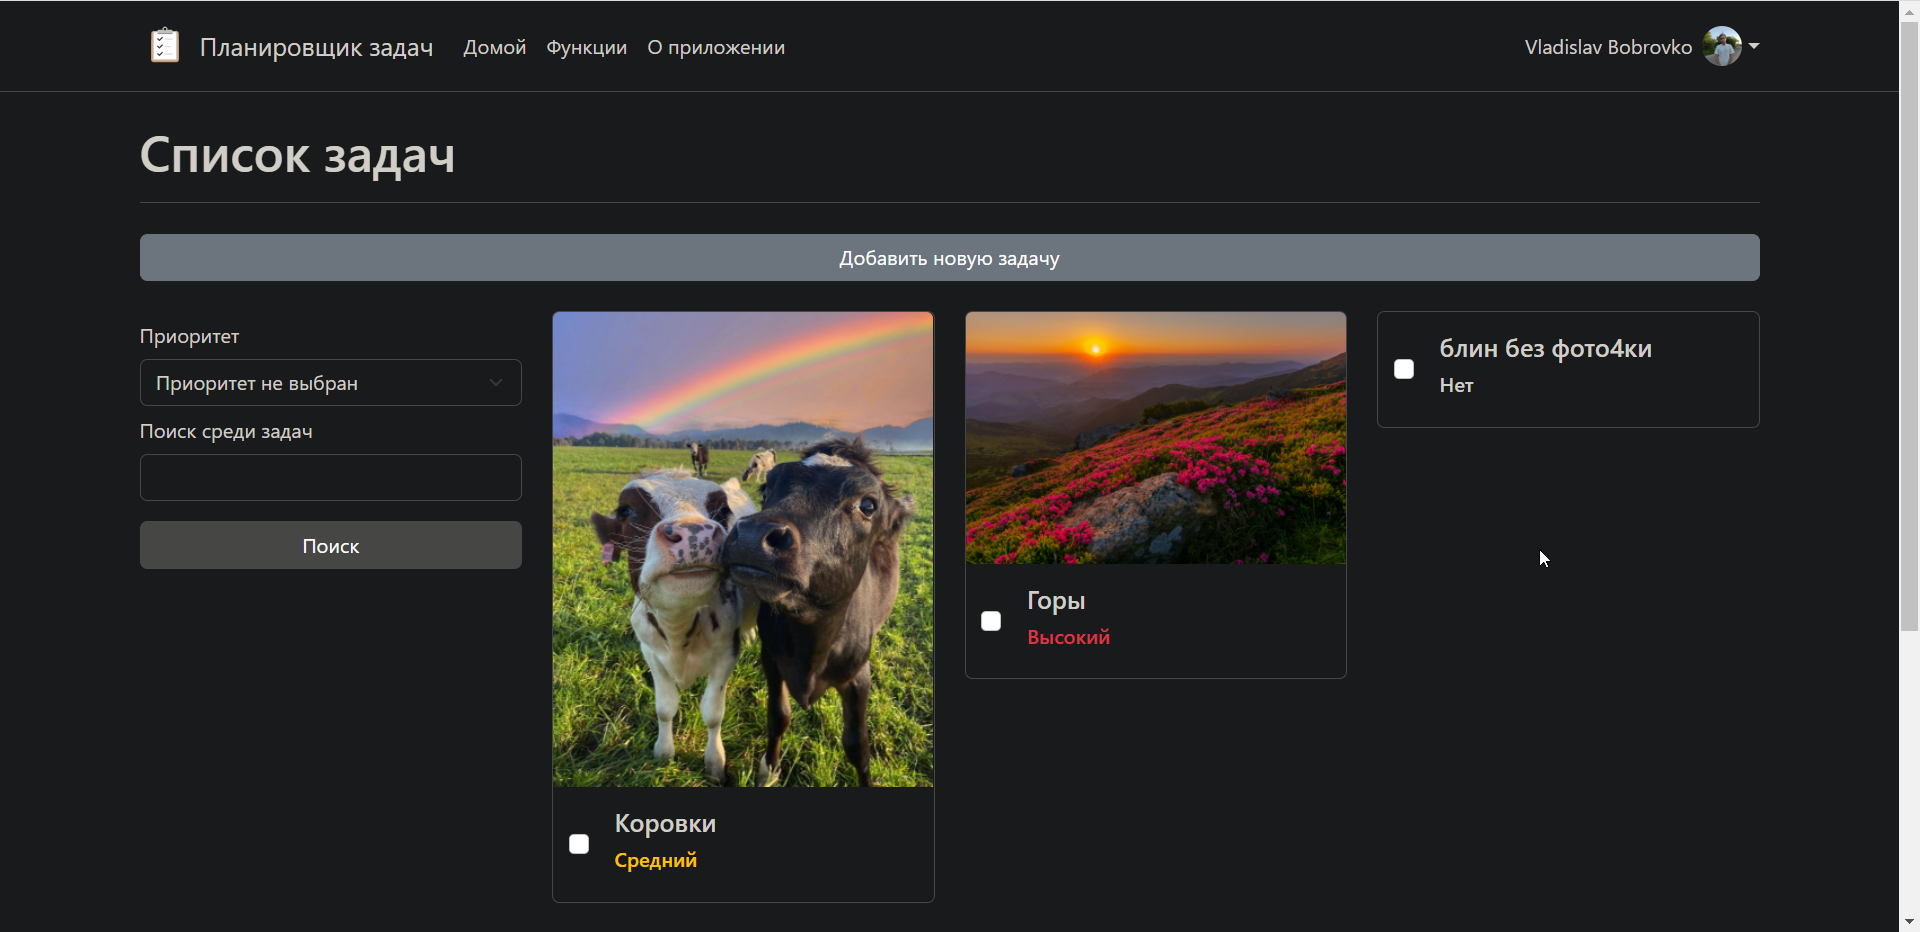 Планировщик задач Домой Функции О приложении Vladislav Bobrovko
Список задач
Добавить новую задачу
Приоритет
Приоритет не выбран
Поиск среди задач
Поиск
Коровки
Средний
Горы
Высокий
блин без фото4ки
Нет